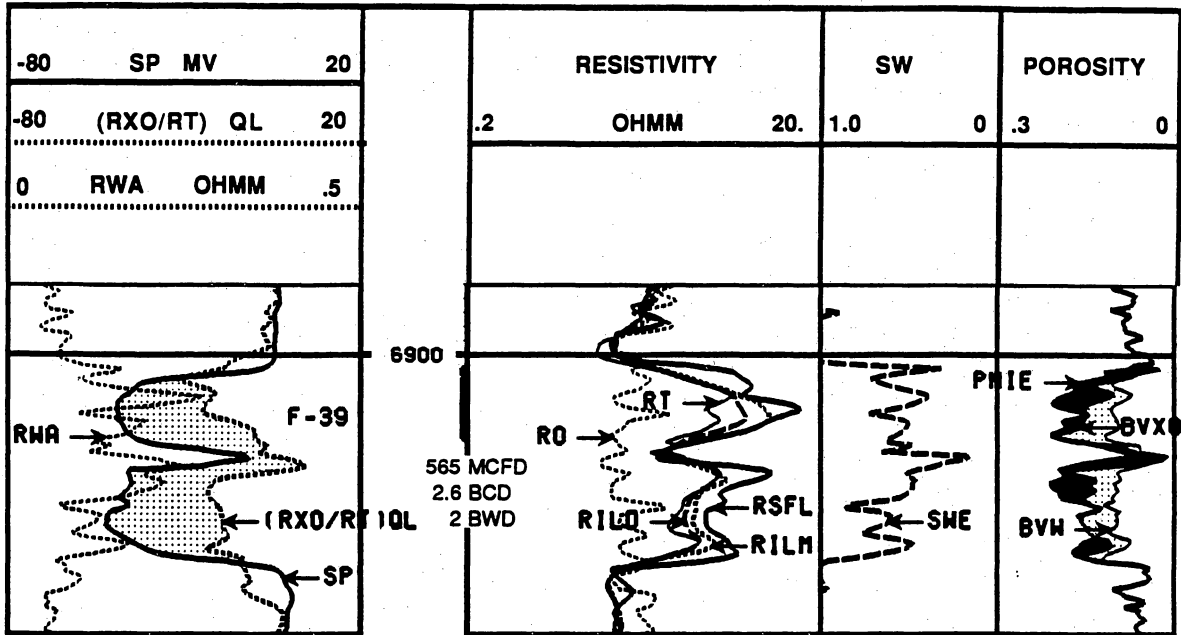 -80 SP MV 20
-80 (RXO/RT) QL 20
0 RWA OHMM .5
RESISTIVITY
.2 OHMM 20.
SW
1.0 0
POROSITY
.3 0
6900
F-39
RWA
(RXO/RT)QL
SP
565 MCFD
2.6 BCD
2 BWD
RT
RO
RILD
RSFL
RILM
SWE
PHIE
BVXO
BVW